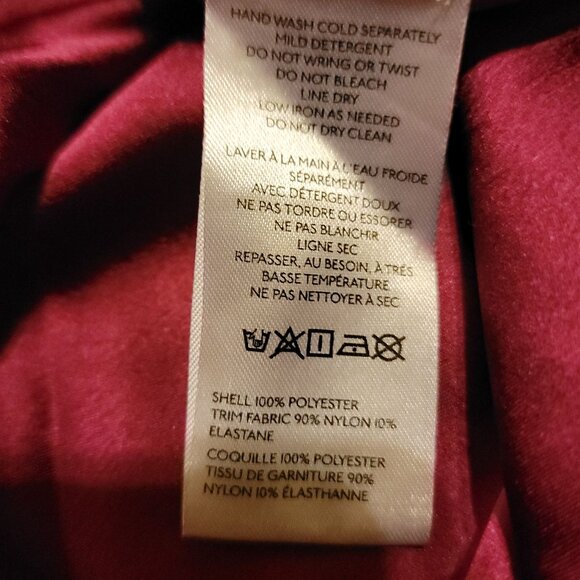 HAND WASH COLD SEPARATELY
MILD DETERGENT
DO NOT WRING OR TWIST
DO NOT BLEACH
LINE DRY
LOW IRON AS NEEDED
DO NOT DRY CLEAN
LAVER À LA MAIN À L'EAU FROIDE
SÉPARÉMENT
AVEC DÉTERGENT DOUX
NE PAS TORDRE OU ESSORER
NE PAS BLANCHIR
LIGNE SEC
REPASSER, AU BESOIN, À TRÈS
BASSE TEMPÉRATURE
NE PAS NETTOYER À SEC
SHELL 100% POLYESTER
TRIM FABRIC 90% NYLON 10%
ELASTANE
COQUILLE 100% POLYESTER
TISSU DE GARNITURE 90%
NYLON 10% ÉLASTHANNE